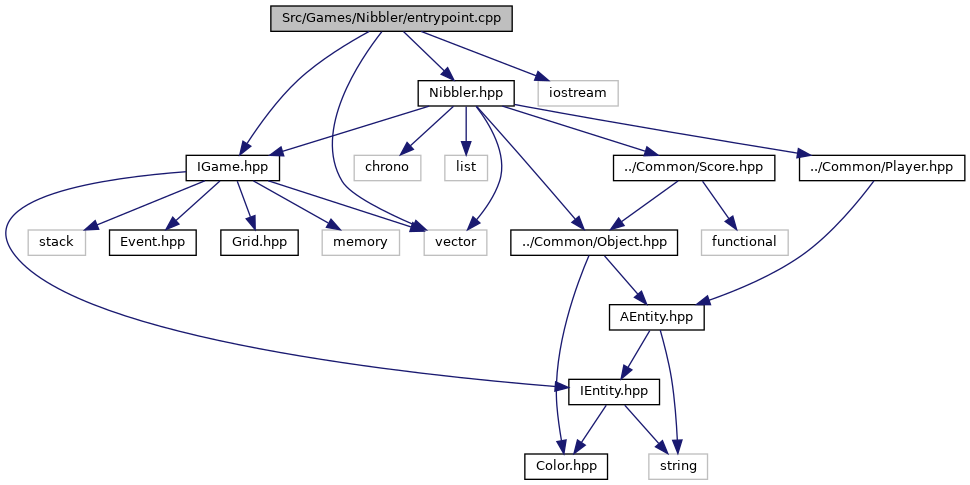 Src/Games/Nibbler/entrypoint.cpp
Nibbler.hpp
iostream
IGame.hpp
chrono
list
../Common/Score.hpp
../Common/Player.hpp
stack
Event.hpp
Grid.hpp
memory
vector
../Common/Object.hpp
functional
AEntity.hpp
IEntity.hpp
Color.hpp
string